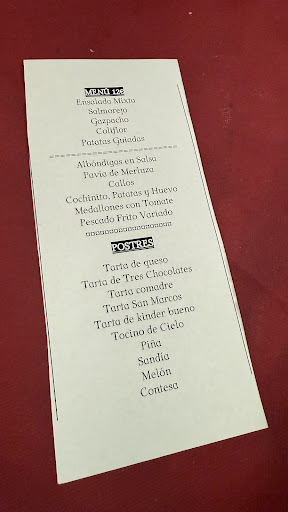 MENÚ 12€
Ensalada Mixta
Salmorejo
Gazpacho
Coliflor
Patatas Guiadas
Albóndigas en Salsa
Pavía de Merluza
Callos
Cochinito, Patatas y Huevo
Medallones con Tomate
Pescado Frito Variado
POSTRES
Tarta de queso
Tarta de Tres Chocolates
Tarta comadre
Tarta San Marcos
Tarta de kinder bueno
Tocino de Cielo
Piña
Sandía
Melón
Contesa